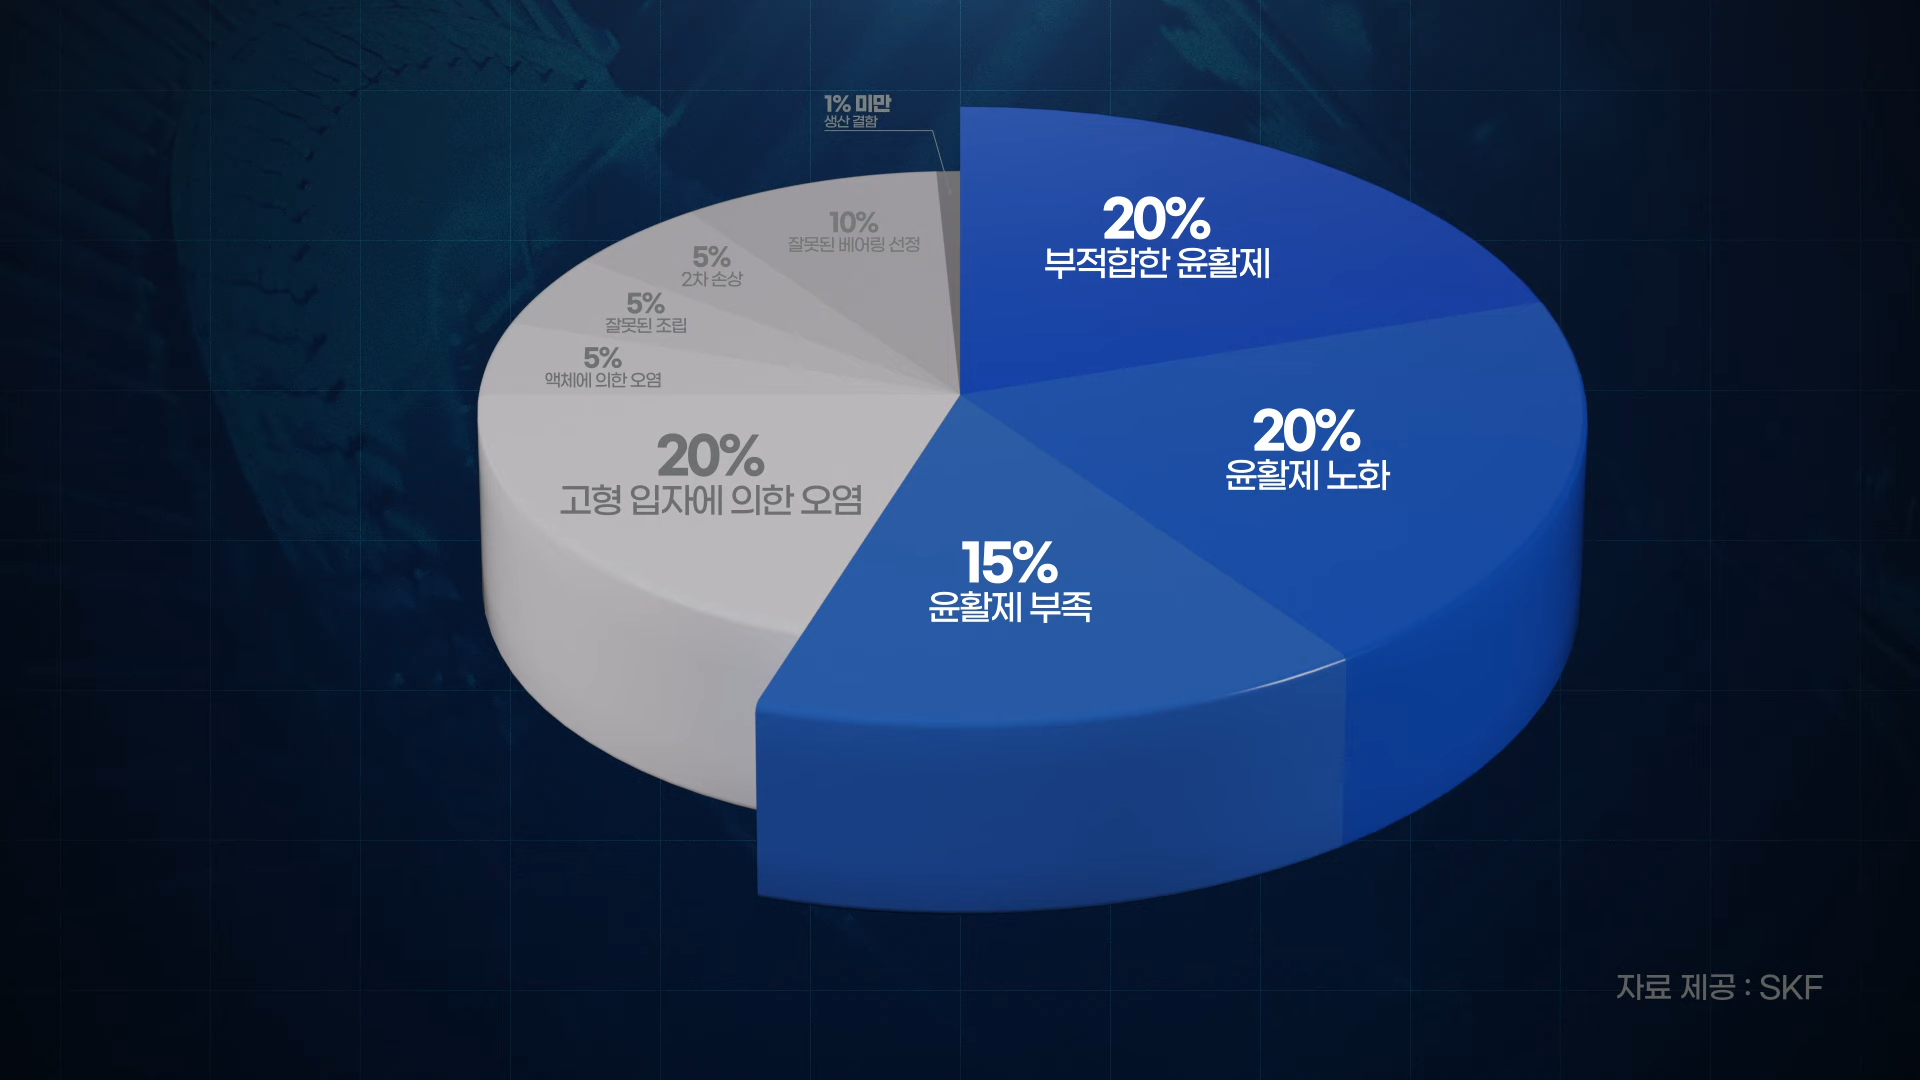 1% 미만
생산 결함
20%
부적합한 윤활제
10%
잘못된 베어링 선정
5%
2차 손상
5%
잘못된 조립
5%
액체에 의한 오염
20%
윤활제 노화
20%
고형 입자에 의한 오염
15%
윤활제 부족
자료 제공 : SKF